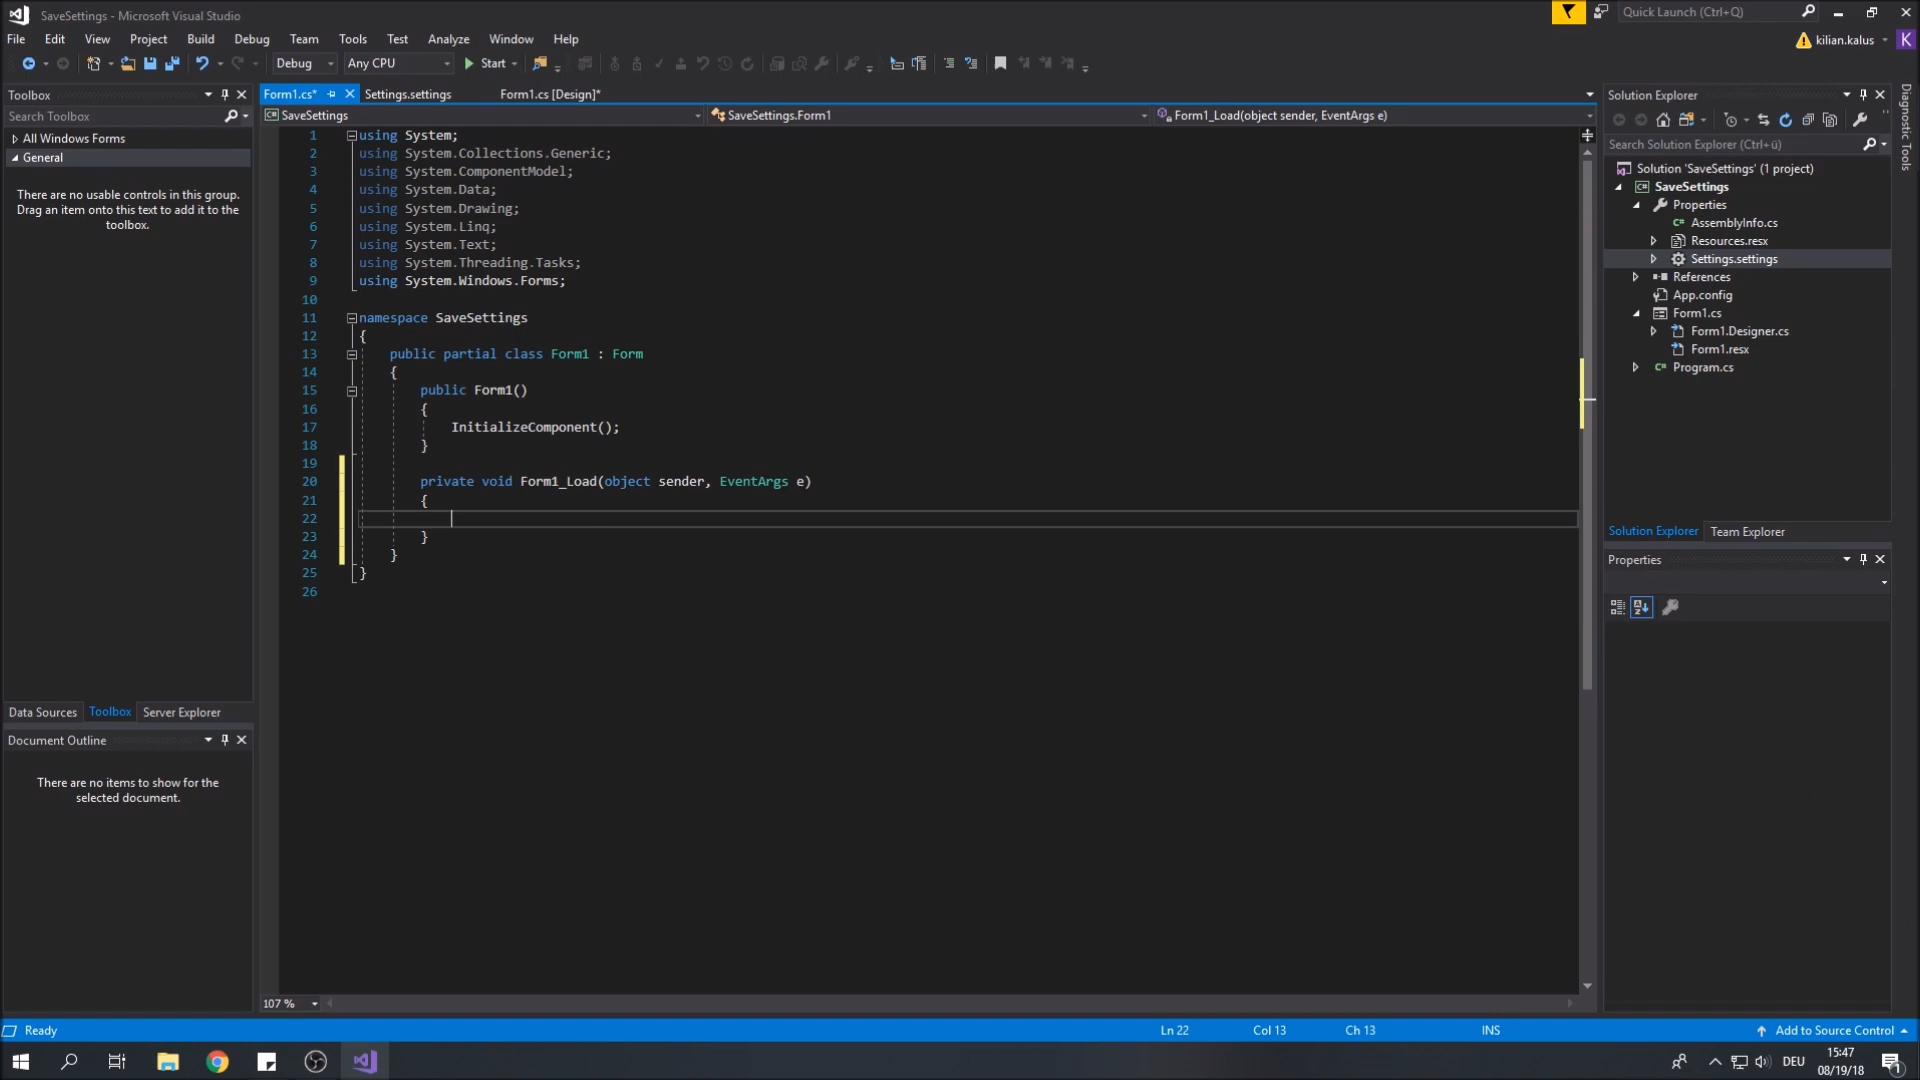 SaveSettings - Microsoft Visual Studio
Quick Launch (Ctrl+Q)
File Edit View Project Build Debug Team Tools Test Analyze Window Help
kilian.kalus K
Debug Any CPU Start
Toolbox
Search Toolbox
All Windows Forms
General
There are no usable controls in this group.
Drag an item onto this text to add it to the
toolbox.
Data Sources Toolbox Server Explorer
Document Outline
There are no items to show for the
selected document.
Form1.cs* Settings.settings Form1.cs [Design]*
SaveSettings SaveSettings.Form1 Form1_Load(object sender, EventArgs e)
1 using System;
2 using System.Collections.Generic;
3 using System.ComponentModel;
4 using System.Data;
5 using System.Drawing;
6 using System.Linq;
7 using System.Text;
8 using System.Threading.Tasks;
9 using System.Windows.Forms;
10
11 namespace SaveSettings
12 {
13 public partial class Form1 : Form
14 {
15 public Form1()
16 {
17 InitializeComponent();
18 }
19
20 private void Form1_Load(object sender, EventArgs e)
21 {
22
23 }
24 }
25 }
26
107 %
Solution Explorer
Search Solution Explorer (Ctrl+ü)
Solution 'SaveSettings' (1 project)
SaveSettings
Properties
AssemblyInfo.cs
Resources.resx
Settings.settings
References
App.config
Form1.cs
Form1.Designer.cs
Form1.resx
Program.cs
Solution Explorer Team Explorer
Properties
Diagnostic Tools
Ready Ln 22 Col 13 Ch 13 INS Add to Source Control
DEU
15:47
08/19/18
1